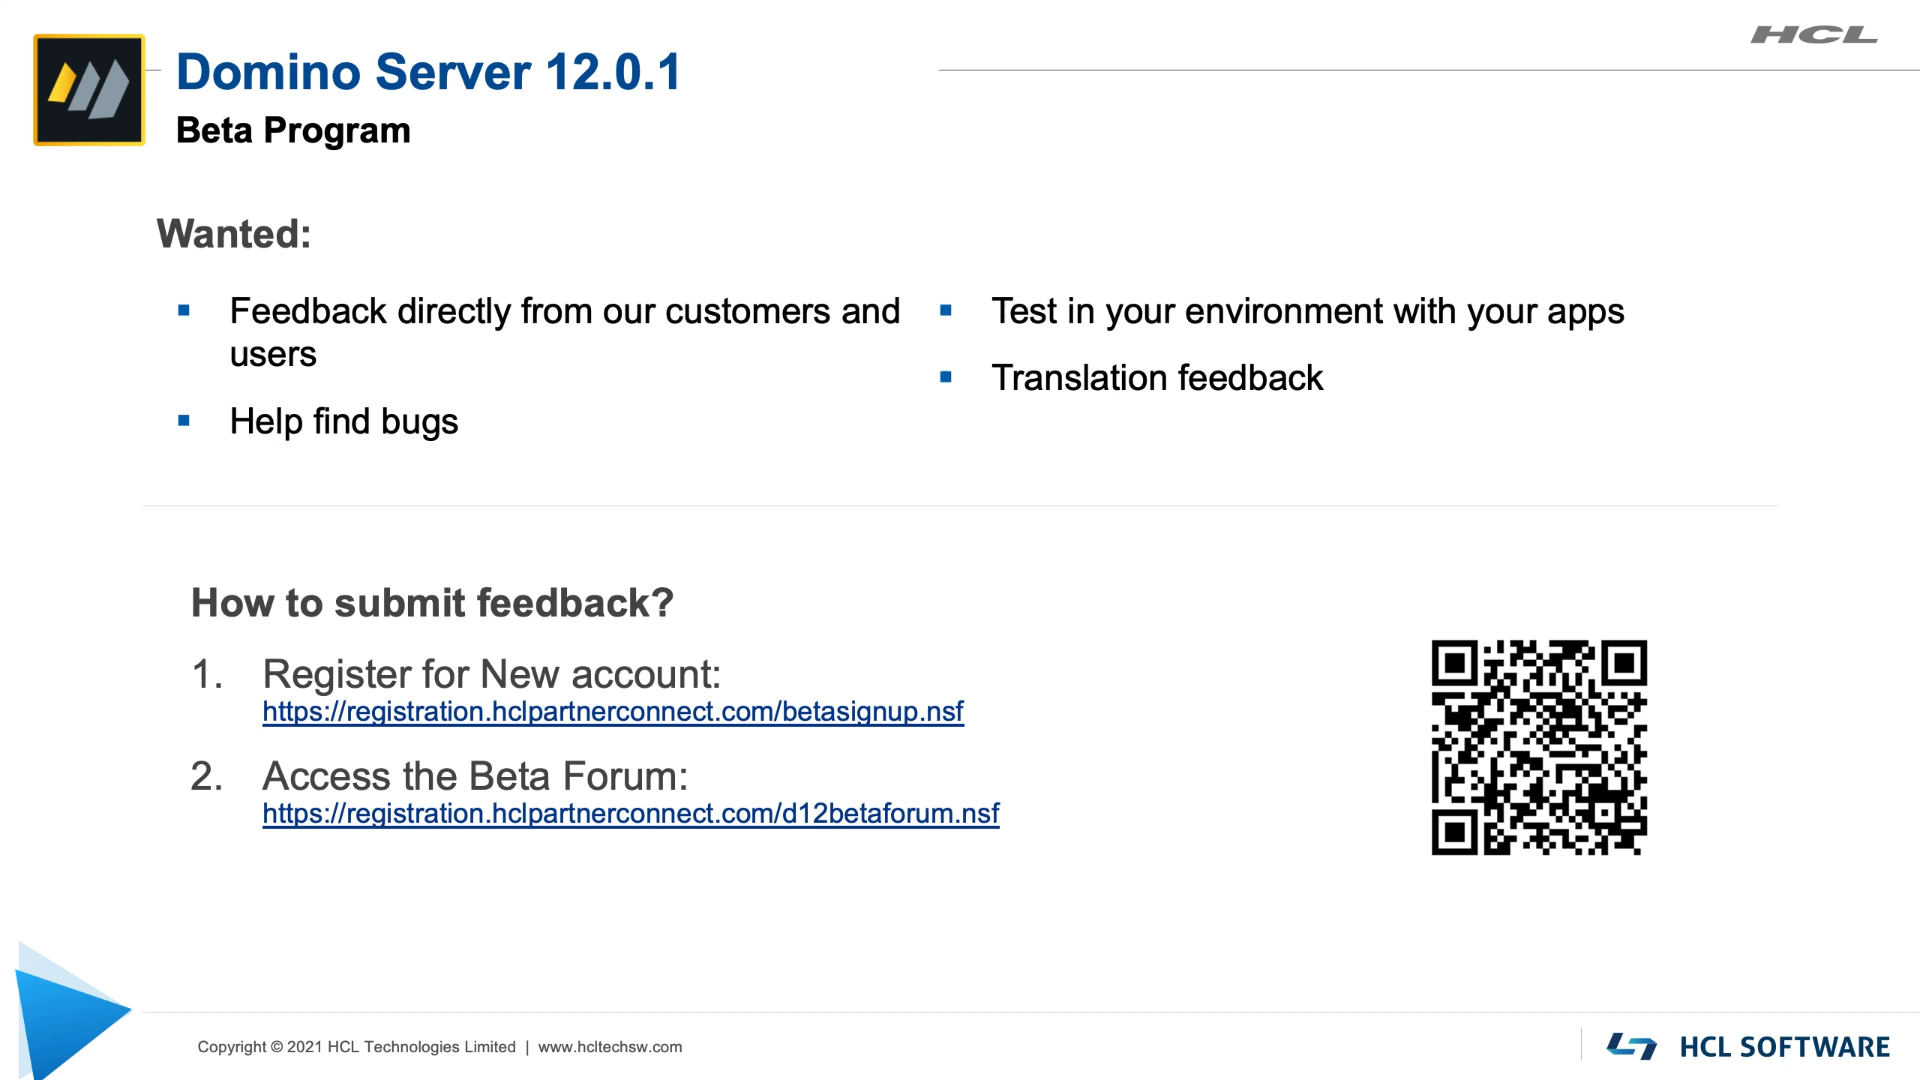 HCL
Domino Server 12.0.1
Beta Program
Wanted:
▪ Feedback directly from our customers and
users
▪ Help find bugs
▪ Test in your environment with your apps
▪ Translation feedback
How to submit feedback?
1. Register for New account:
https://registration.hclpartnerconnect.com/betasignup.nsf
2. Access the Beta Forum:
https://registration.hclpartnerconnect.com/d12betaforum.nsf
Copyright © 2021 HCL Technologies Limited | www.hcltechsw.com
HCL SOFTWARE